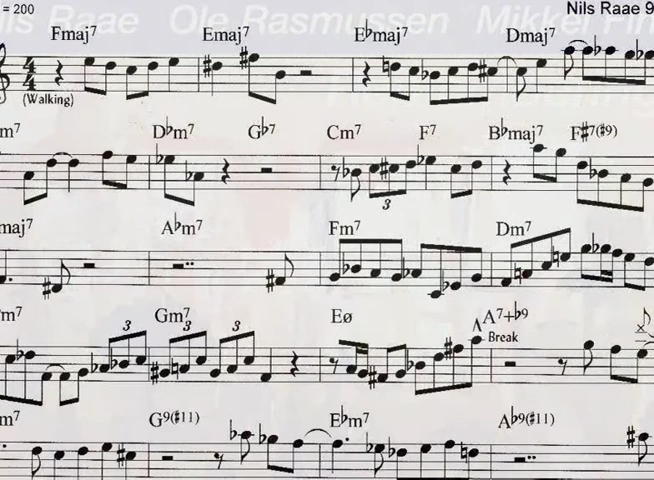 = 200
Nils Raae 9
Nils Raae Ole Rasmussen Mikkel Fin
Fmaj7 Emaj7 E♭maj7 Dmaj7
4
4
(Walking)
m7 D♭m7 G♭7 Cm7 F7 B♭maj7 F♯7(♯9)
3
maj7 A♭m7 Fm7 Dm7
m7 Gm7 Eø A7+♭9
3 3 3
Break
m7 G9(♯11) E♭m7 A♭9(♯11)